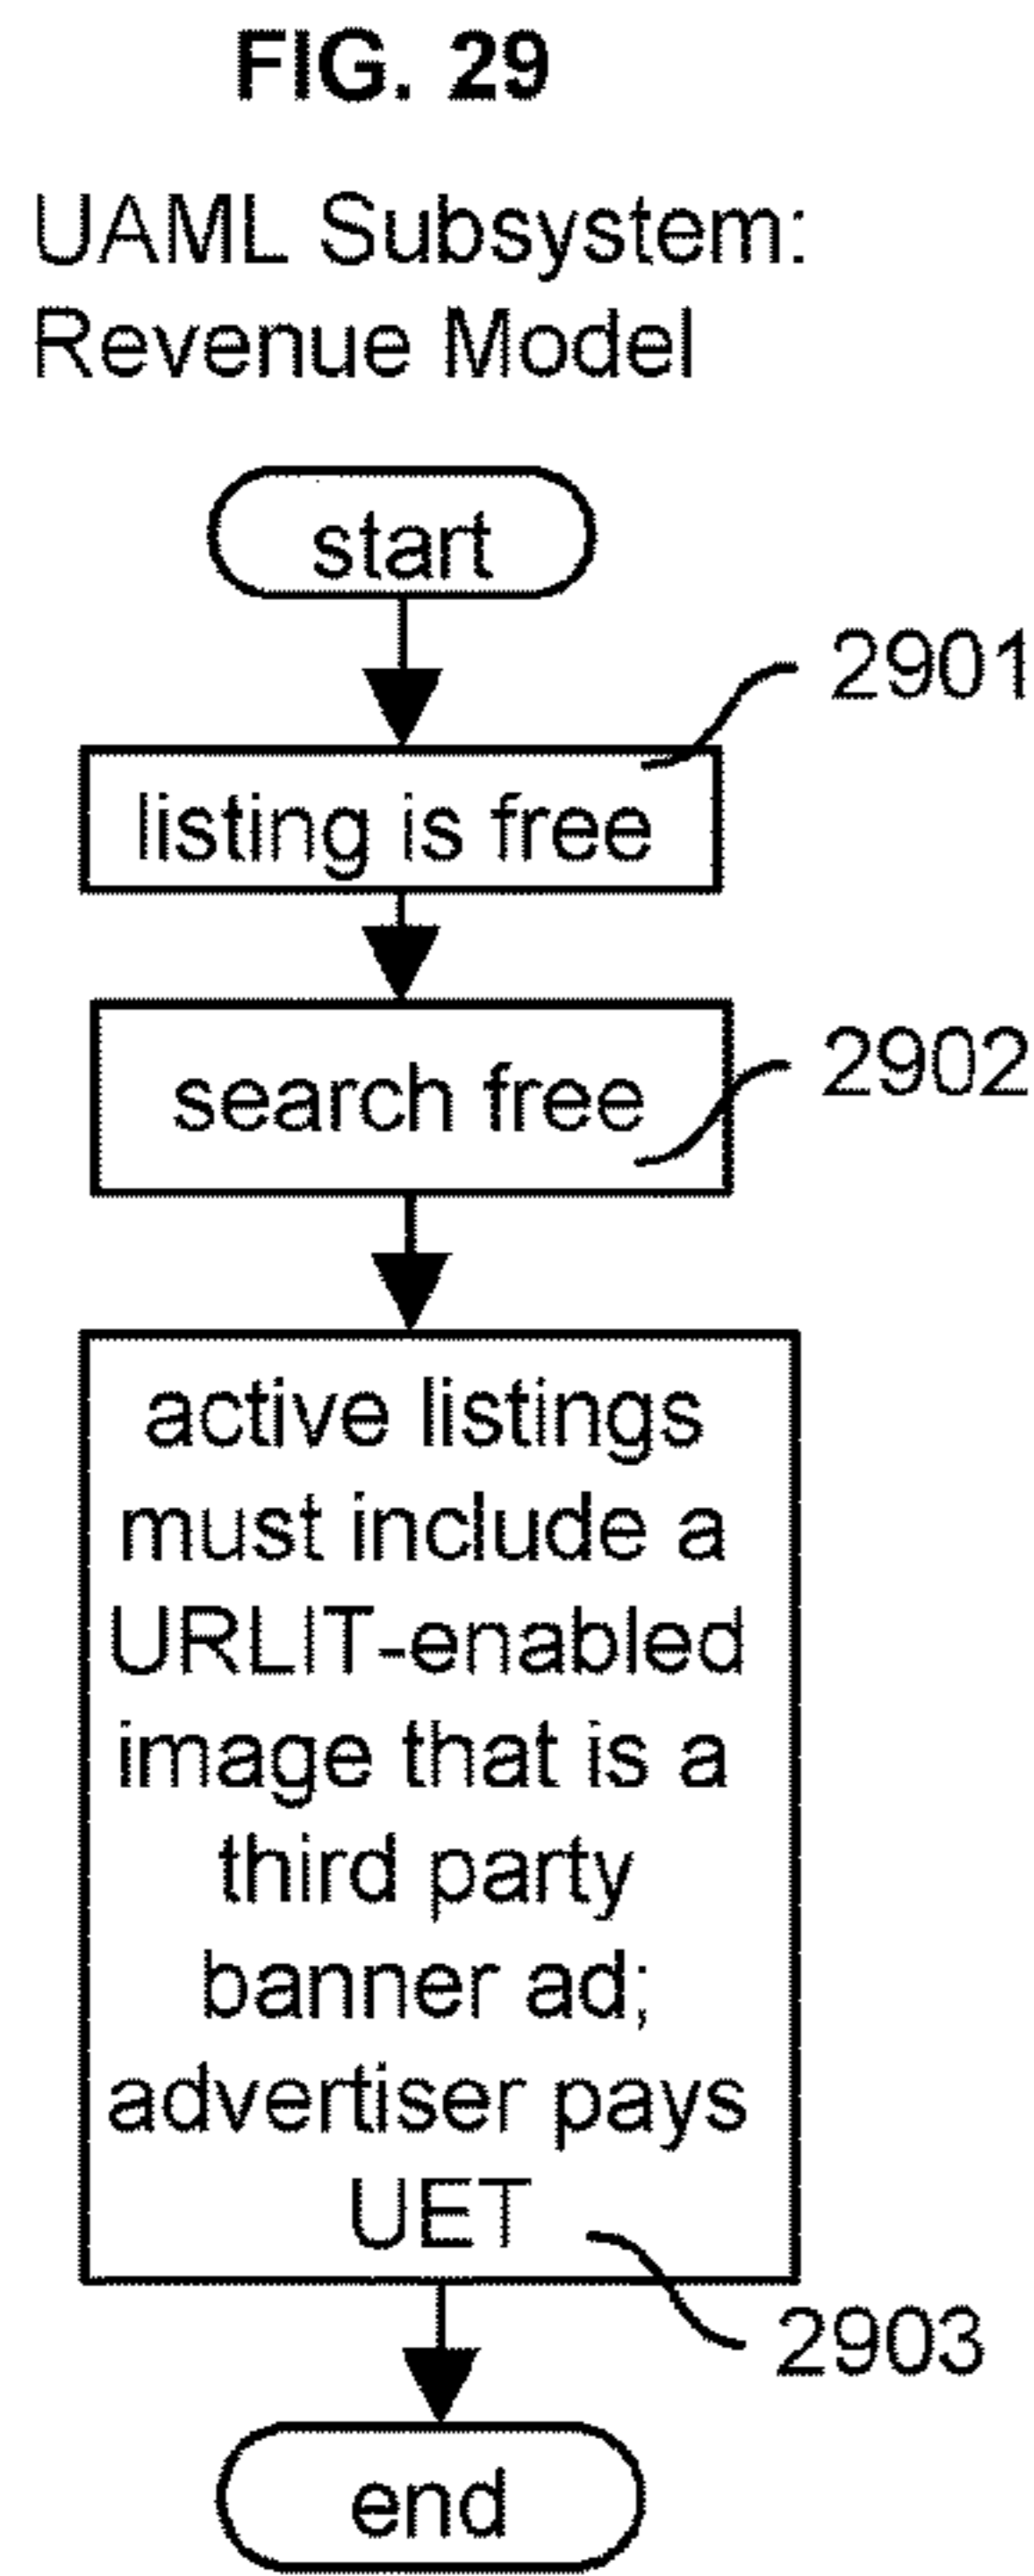 FIG. 29
UAML Subsystem:
Revenue Model
start
2901
listing is free
2902
search free
active listings
must include a
URLIT-enabled
image that is a
third party
banner ad;
advertiser pays
UET
2903
end